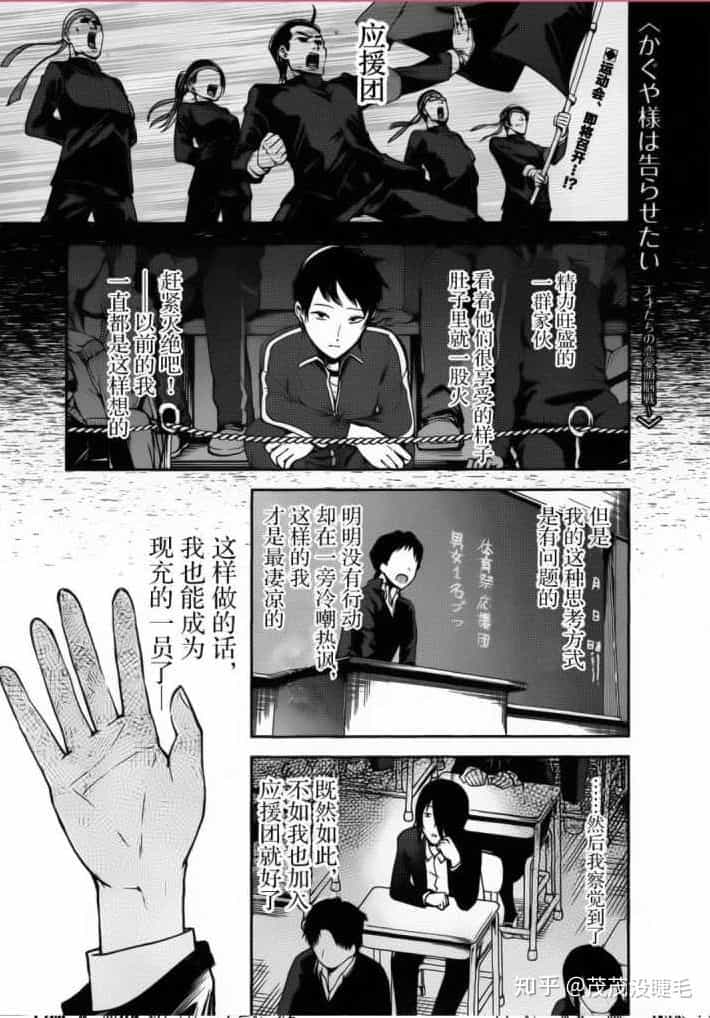 《かぐや様は告らせたい
～天才たちの恋愛頭脳戦～》
运动会、即将召开…!?
应援团
精力旺盛的
一群家伙
看着他们很享受的样子
肚子里就一股火
赶紧灭绝吧！
——以前的我
一直都是这样想的
但是
我的这种思考方式
是有问题的
体育祭応援団
男女1名ずつ
明明没有行动
却在一旁冷嘲热讽，
这样的我
才是最凄凉的
……然后我察觉到了
既然如此，
不如我也加入
应援团就好了
这样做的话，
我也能成为
现充的一员了—
知乎 @茂茂没睫毛